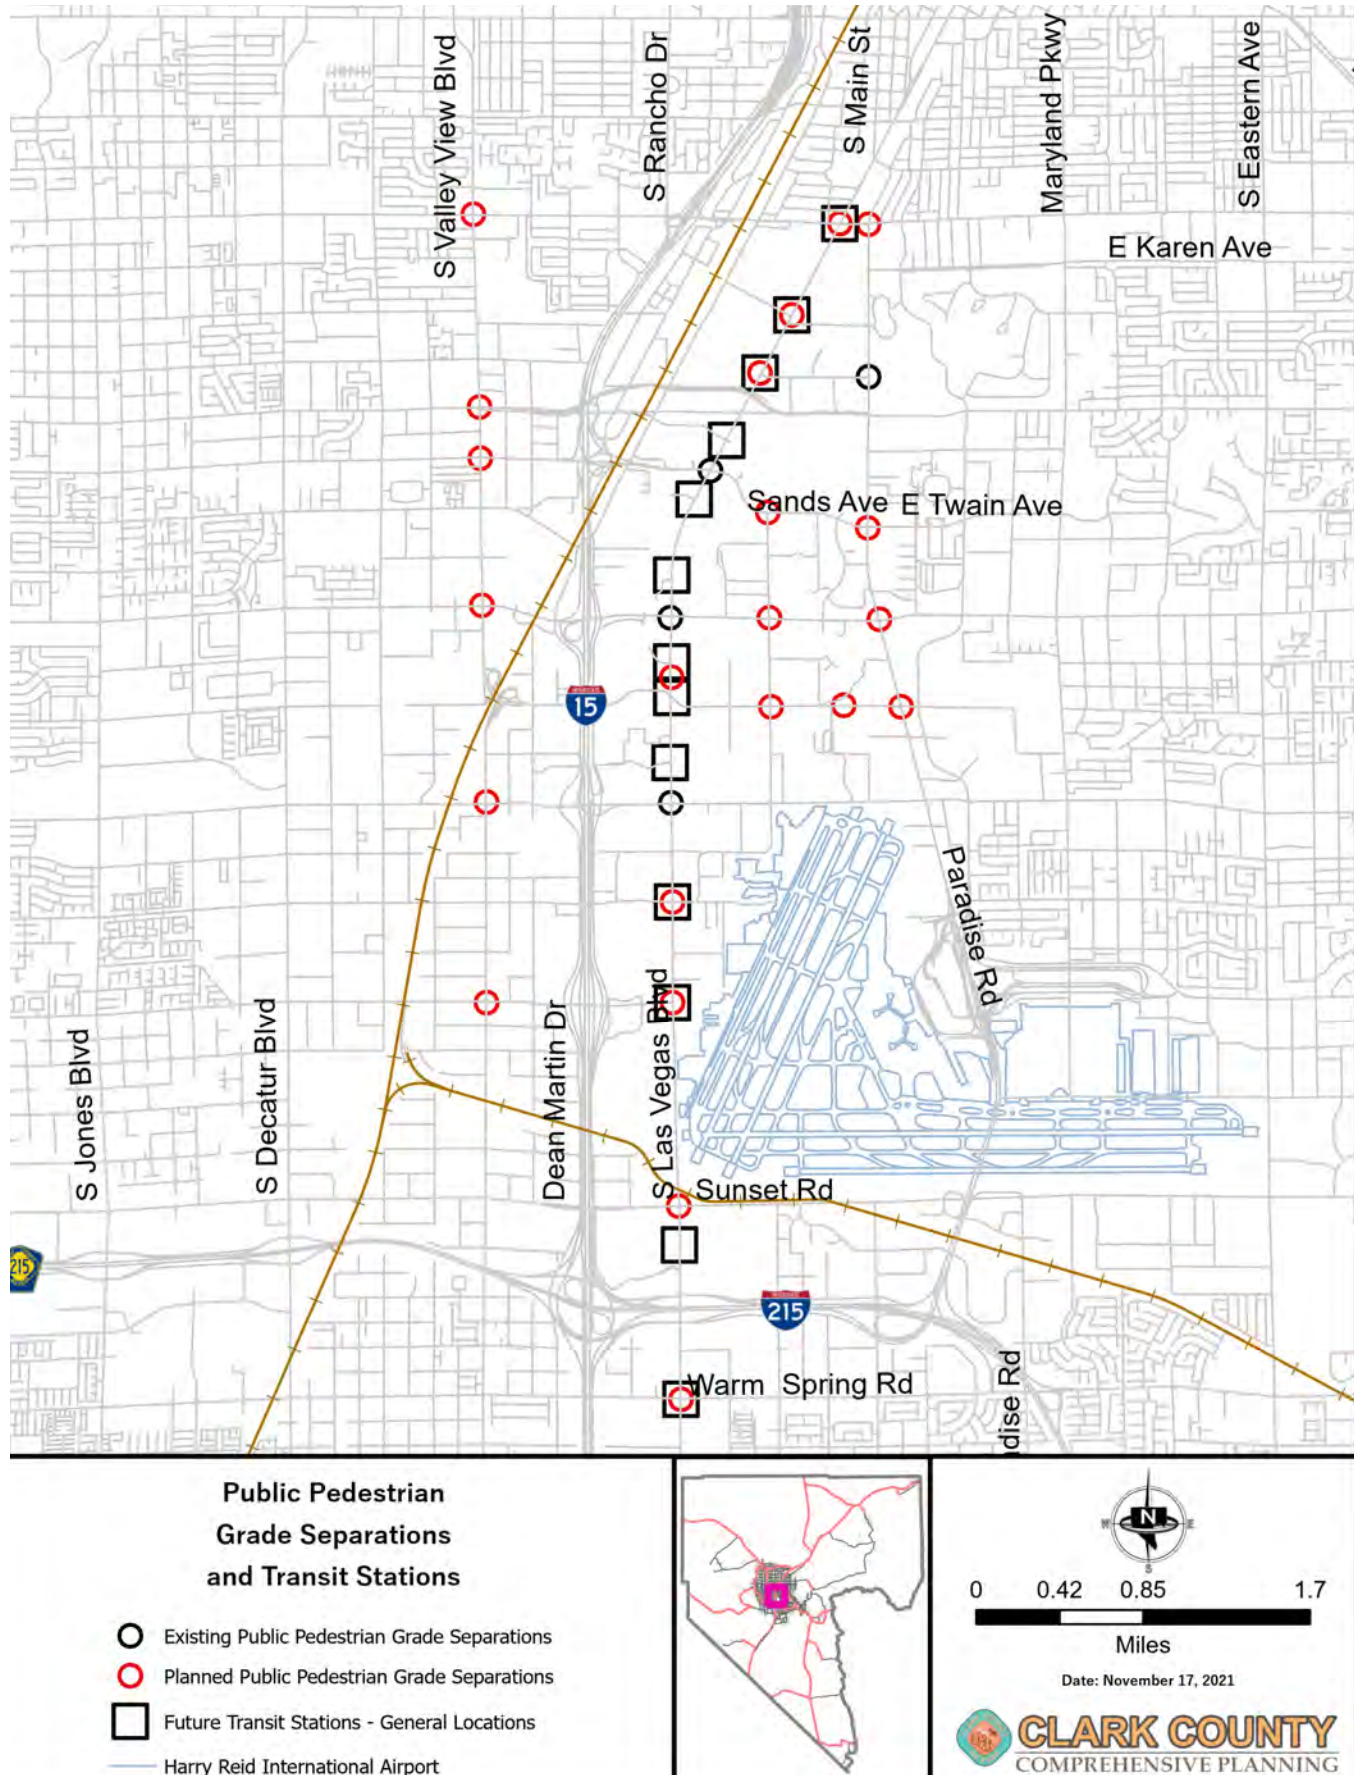 S Valley View Blvd
S Rancho Dr
S Main St
Maryland Pkwy
S Eastern Ave
E Karen Ave
Sands Ave
E Twain Ave
INTERSTATE
15
Paradise Rd
S Jones Blvd
S Decatur Blvd
Dean Martin Dr
S Las Vegas Blvd
Sunset Rd
215
INTERSTATE
215
Warm Spring Rd
dise Rd
Public Pedestrian
Grade Separations
and Transit Stations
Existing Public Pedestrian Grade Separations
Planned Public Pedestrian Grade Separations
Future Transit Stations - General Locations
Harry Reid International Airport
N
E
S
0 0.42 0.85 1.7
Miles
Date: November 17, 2021
CLARK COUNTY
COMPREHENSIVE PLANNING